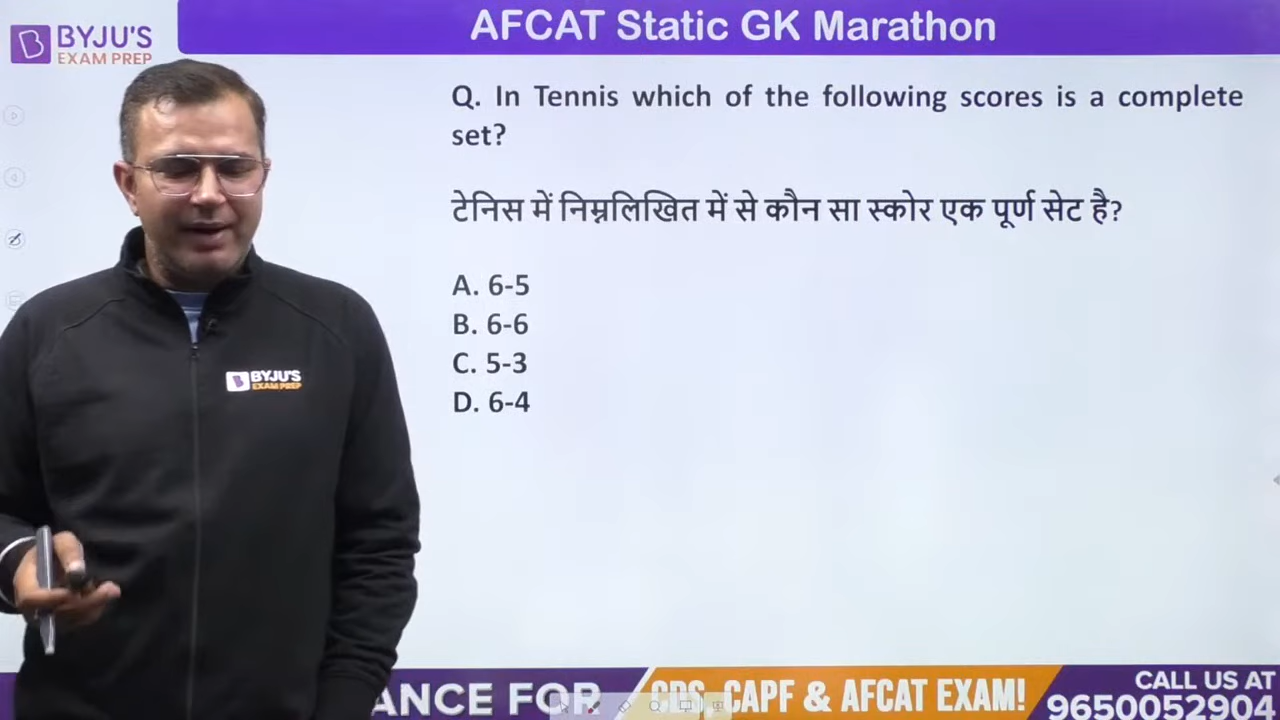 BYJU'S
EXAM PREP
AFCAT Static GK Marathon
Q. In Tennis which of the following scores is a complete
set?
टेनिस में निम्नलिखित में से कौन सा स्कोर एक पूर्ण सेट है?
A. 6-5
B. 6-6
C. 5-3
D. 6-4
BYJU'S
EXAM PREP
ANCE FOR
CDS, CAPF & AFCAT EXAM!
CALL US AT
9650052904